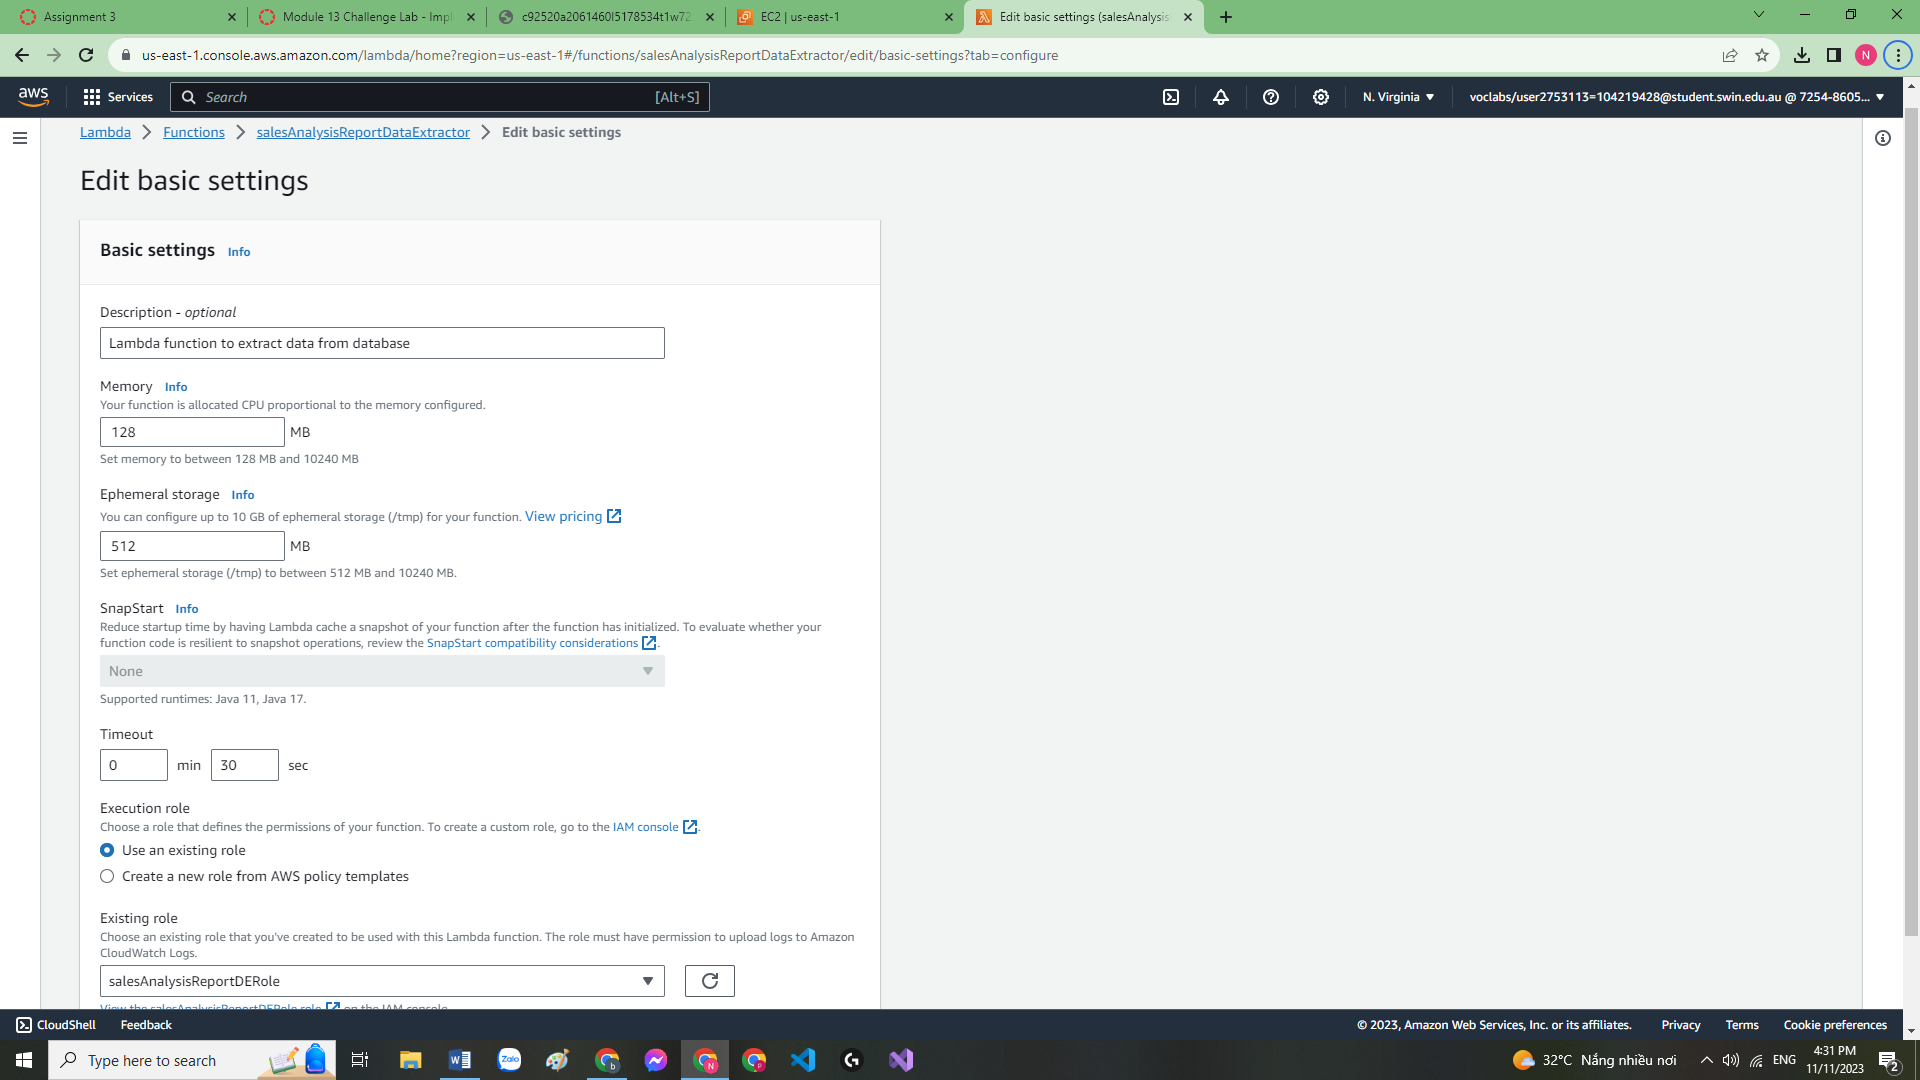 Assignment 3
Module 13 Challenge Lab - Impl
c92520a2061460l5178534t1w72
EC2 | us-east-1
Edit basic settings (salesAnalysis
us-east-1.console.aws.amazon.com/lambda/home?region=us-east-1#/functions/salesAnalysisReportDataExtractor/edit/basic-settings?tab=configure
N
aws
Services
Search
[Alt+S]
N. Virginia
voclabs/user2753113=104219428@student.swin.edu.au @ 7254-8605...
Lambda
Functions
salesAnalysisReportDataExtractor
Edit basic settings
Edit basic settings
Basic settings Info
Description - optional
Lambda function to extract data from database
Memory Info
Your function is allocated CPU proportional to the memory configured.
128 MB
Set memory to between 128 MB and 10240 MB
Ephemeral storage Info
You can configure up to 10 GB of ephemeral storage (/tmp) for your function. View pricing
512 MB
Set ephemeral storage (/tmp) to between 512 MB and 10240 MB.
SnapStart Info
Reduce startup time by having Lambda cache a snapshot of your function after the function has initialized. To evaluate whether your
function code is resilient to snapshot operations, review the SnapStart compatibility considerations.
None
Supported runtimes: Java 11, Java 17.
Timeout
0 min 30 sec
Execution role
Choose a role that defines the permissions of your function. To create a custom role, go to the IAM console.
Use an existing role
Create a new role from AWS policy templates
Existing role
Choose an existing role that you've created to be used with this Lambda function. The role must have permission to upload logs to Amazon
CloudWatch Logs.
salesAnalysisReportDERole
View the salesAnalysisReportDERole role on the IAM console.
CloudShell
Feedback
© 2023, Amazon Web Services, Inc. or its affiliates.
Privacy
Terms
Cookie preferences
Type here to search
Zalo
32°C Nắng nhiều nơi
ENG
4:31 PM
11/11/2023
2